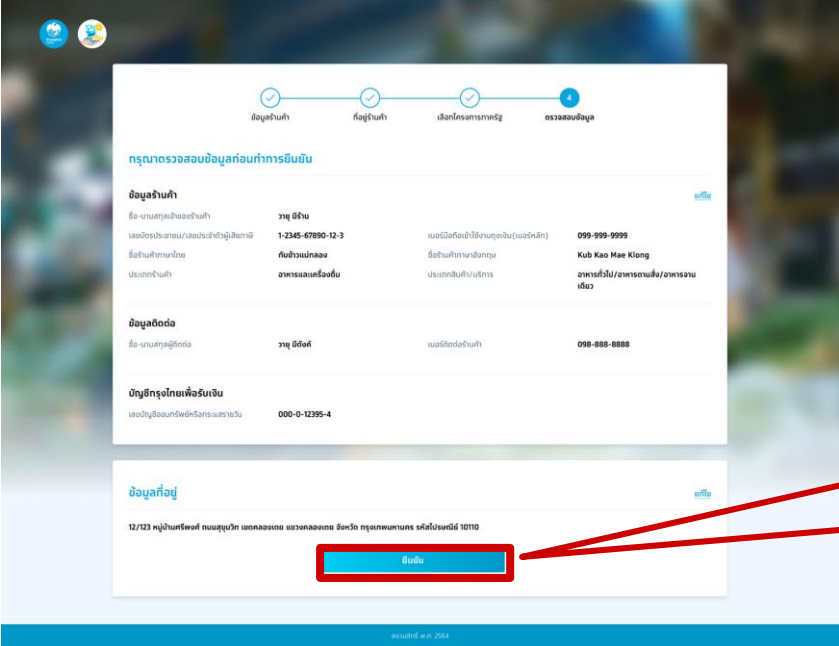 4
ข้อมูลร้านค้า ที่อยู่ร้านค้า เลือกโครงการภาครัฐ ตรวจสอบข้อมูล
กรุณาตรวจสอบข้อมูลก่อนทำการยืนยัน
ข้อมูลร้านค้า แก้ไข
ชื่อ-นามสกุลเจ้าของร้านค้า วายุ มีร้าน
เลขบัตรประชาชน/เลขประจำตัวผู้เสียภาษี 1-2345-67890-12-3 เบอร์มือถือเข้าใช้งานถุงเงิน(เบอร์หลัก) 099-999-9999
ชื่อร้านค้าภาษาไทย กับข้าวแม่กลอง ชื่อร้านค้าภาษาอังกฤษ Kub Kao Mae Klong
ประเภทร้านค้า อาหารและเครื่องดื่ม ประเภทสินค้า/บริการ อาหารทั่วไป/อาหารตามสั่ง/อาหารจาน
เดียว
ข้อมูลติดต่อ
ชื่อ-นามสกุลผู้ติดต่อ วายุ มีตังค์ เบอร์ติดต่อร้านค้า 098-888-8888
บัญชีกรุงไทยเพื่อรับเงิน
เลขบัญชีออมทรัพย์หรือกระแสรายวัน 000-0-12395-4
ข้อมูลที่อยู่ แก้ไข
12/123 หมู่บ้านศรีพงศ์ ถนนสุขุมวิท เขตคลองเตย แขวงคลองเตย จังหวัด กรุงเทพมหานคร รหัสไปรษณีย์ 10110
ยืนยัน
สงวนสิทธิ์ พ.ศ. 2564